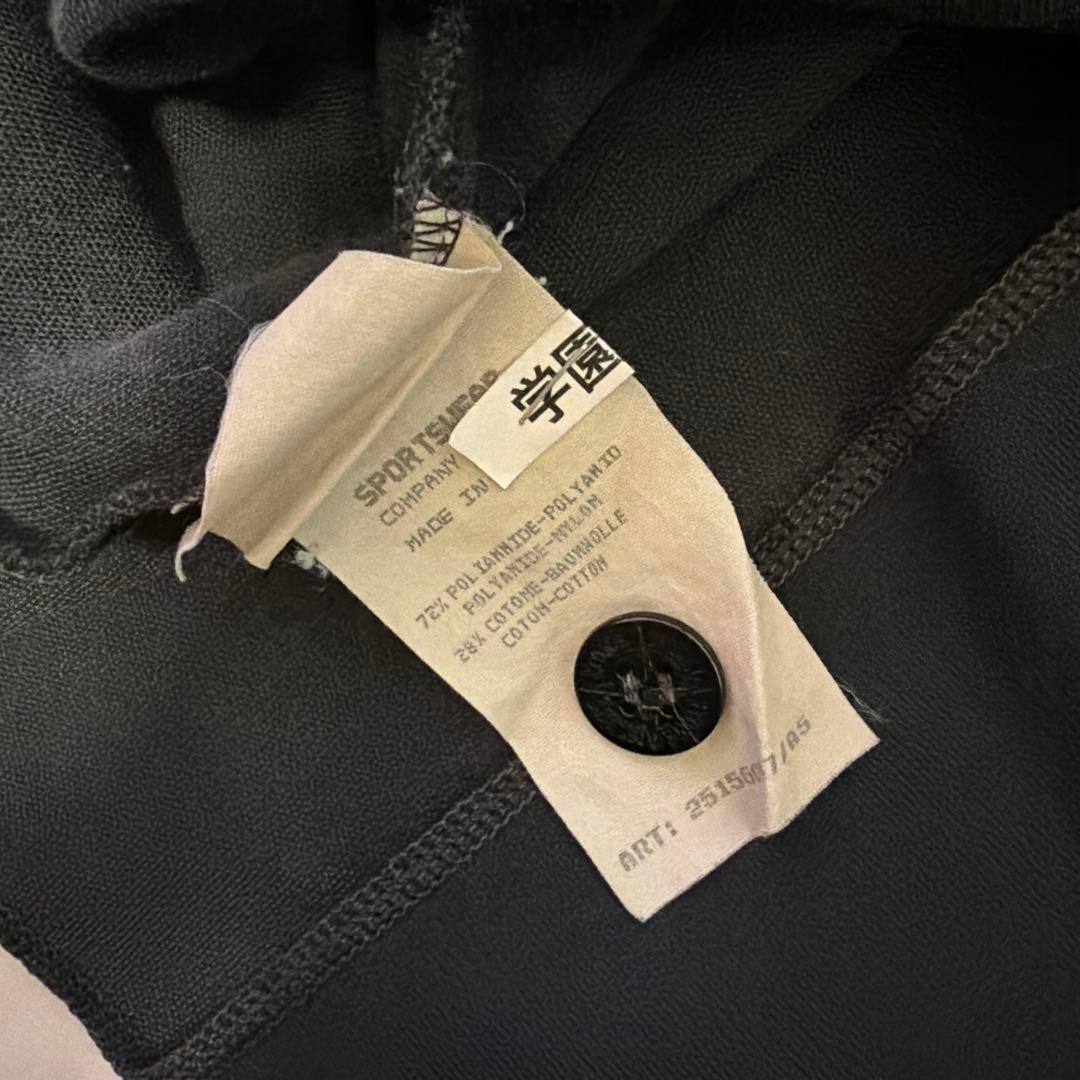 SPORTSWEAR
COMPANY
MADE IN
学園
72% POLIAMMIDE-POLYAMID
POLYAMIDE-NYLON
28% COTONE-BAUMWOLLE
COTON-COTTON
ART: 2515607/A5